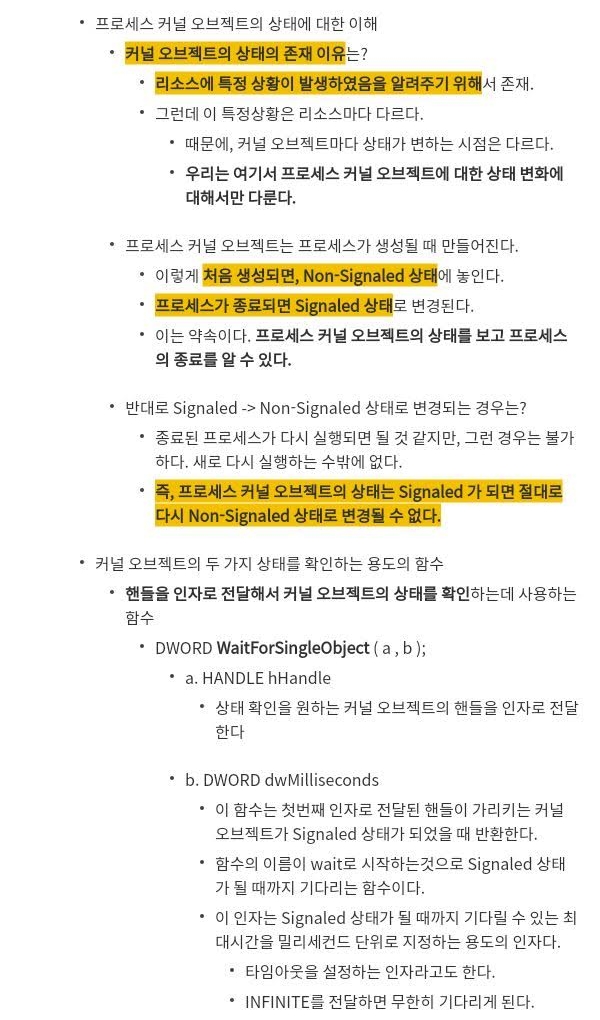 프로세스 커널 오브젝트의 상태에 대한 이해
커널 오브젝트의 상태의 존재 이유는?
리소스에 특정 상황이 발생하였음을 알려주기 위해서 존재.
그런데 이 특정상황은 리소스마다 다르다.
때문에, 커널 오브젝트마다 상태가 변하는 시점은 다르다.
우리는 여기서 프로세스 커널 오브젝트에 대한 상태 변화에
대해서만 다룬다.
프로세스 커널 오브젝트는 프로세스가 생성될 때 만들어진다.
이렇게 처음 생성되면, Non-Signaled 상태에 놓인다.
프로세스가 종료되면 Signaled 상태로 변경된다.
이는 약속이다. 프로세스 커널 오브젝트의 상태를 보고 프로세스
의 종료를 알 수 있다.
반대로 Signaled -> Non-Signaled 상태로 변경되는 경우는?
종료된 프로세스가 다시 실행되면 될 것 같지만, 그런 경우는 불가
하다. 새로 다시 실행하는 수밖에 없다.
즉, 프로세스 커널 오브젝트의 상태는 Signaled 가 되면 절대로
다시 Non-Signaled 상태로 변경될 수 없다.
커널 오브젝트의 두 가지 상태를 확인하는 용도의 함수
핸들을 인자로 전달해서 커널 오브젝트의 상태를 확인하는데 사용하는
함수
DWORD WaitForSingleObject ( a , b );
a. HANDLE hHandle
상태 확인을 원하는 커널 오브젝트의 핸들을 인자로 전달
한다
b. DWORD dwMilliseconds
이 함수는 첫번째 인자로 전달된 핸들이 가리키는 커널
오브젝트가 Signaled 상태가 되었을 때 반환한다.
함수의 이름이 wait로 시작하는것으로 Signaled 상태
가 될 때까지 기다리는 함수이다.
이 인자는 Signaled 상태가 될 때까지 기다릴 수 있는 최
대시간을 밀리세컨드 단위로 지정하는 용도의 인자다.
타임아웃을 설정하는 인자라고도 한다.
INFINITE를 전달하면 무한히 기다리게 된다.